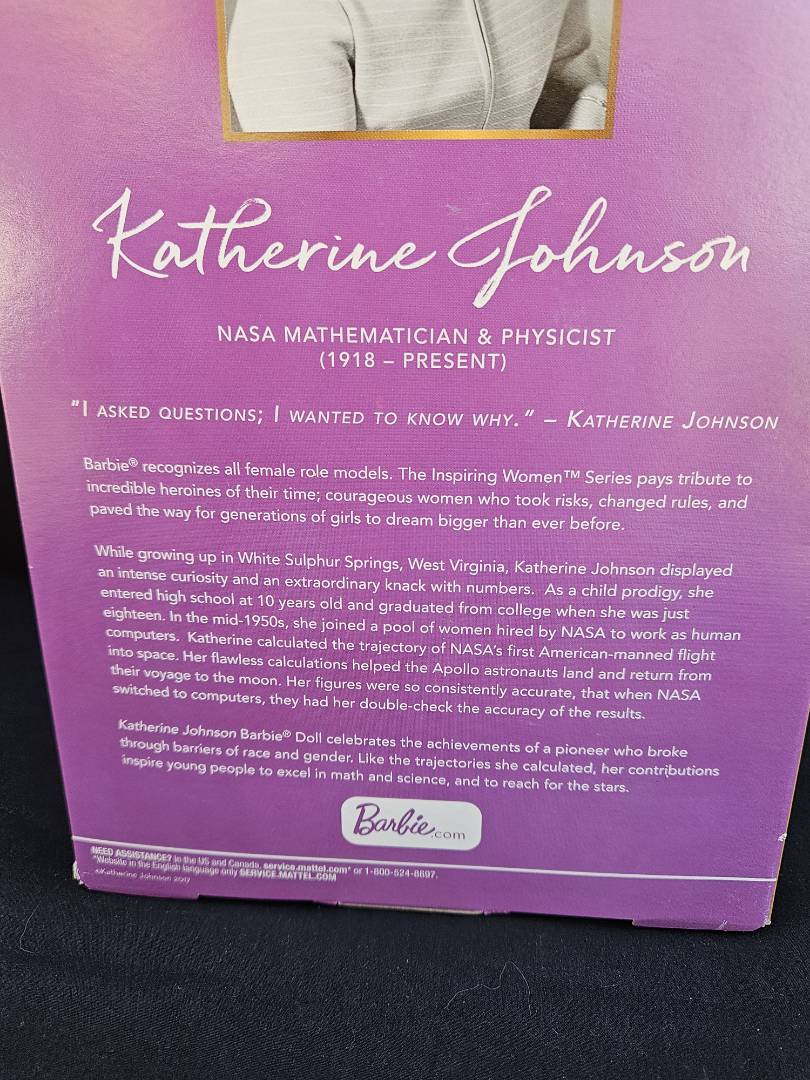 Katherine Johnson
NASA MATHEMATICIAN & PHYSICIST
(1918 – PRESENT)
"I ASKED QUESTIONS; I WANTED TO KNOW WHY." – KATHERINE JOHNSON
Barbie® recognizes all female role models. The Inspiring Women™ Series pays tribute to
incredible heroines of their time; courageous women who took risks, changed rules, and
paved the way for generations of girls to dream bigger than ever before.
While growing up in White Sulphur Springs, West Virginia, Katherine Johnson displayed
an intense curiosity and an extraordinary knack with numbers. As a child prodigy, she
entered high school at 10 years old and graduated from college when she was just
eighteen. In the mid-1950s, she joined a pool of women hired by NASA to work as human
computers. Katherine calculated the trajectory of NASA's first American-manned flight
into space. Her flawless calculations helped the Apollo astronauts land and return from
their voyage to the moon. Her figures were so consistently accurate, that when NASA
switched to computers, they had her double-check the accuracy of the results.
Katherine Johnson Barbie® Doll celebrates the achievements of a pioneer who broke
through barriers of race and gender. Like the trajectories she calculated, her contributions
inspire young people to excel in math and science, and to reach for the stars.
Barbie.com
NEED ASSISTANCE? In the US and Canada, service.mattel.com* or 1-800-524-8697.
*Website in the English language only SERVICE.MATTEL.COM
©Katherine Johnson 2017